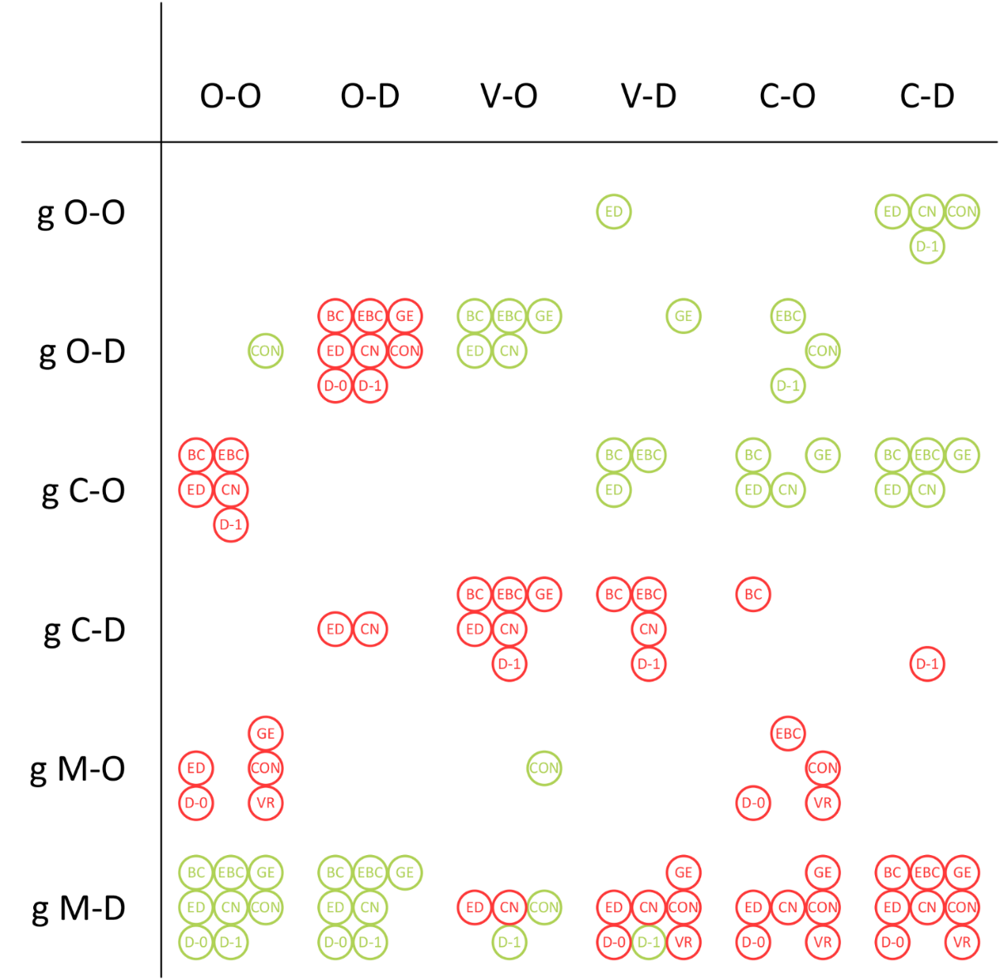 O-O O-D V-O V-D C-O C-D
g O-O
ED ED CN CON
D-1
BC EBC GE BC EBC GE GE EBC
g O-D
CON ED CN CON ED CN CON
D-0 D-1 D-1
BC EBC BC EBC BC GE BC EBC GE
g C-O
ED CN ED ED CN ED CN
D-1
BC EBC GE BC EBC BC
g C-D
ED CN ED CN CN
D-1 D-1 D-1
GE EBC
g M-O
ED CON CON CON
D-0 VR D-0 VR
BC EBC GE BC EBC GE GE GE BC EBC GE
g M-D
ED CN CON ED CN ED CN CON ED CN CON ED CN CON ED CN CON
D-0 D-1 D-0 D-1 D-1 D-0 D-1 VR D-0 VR D-0 VR